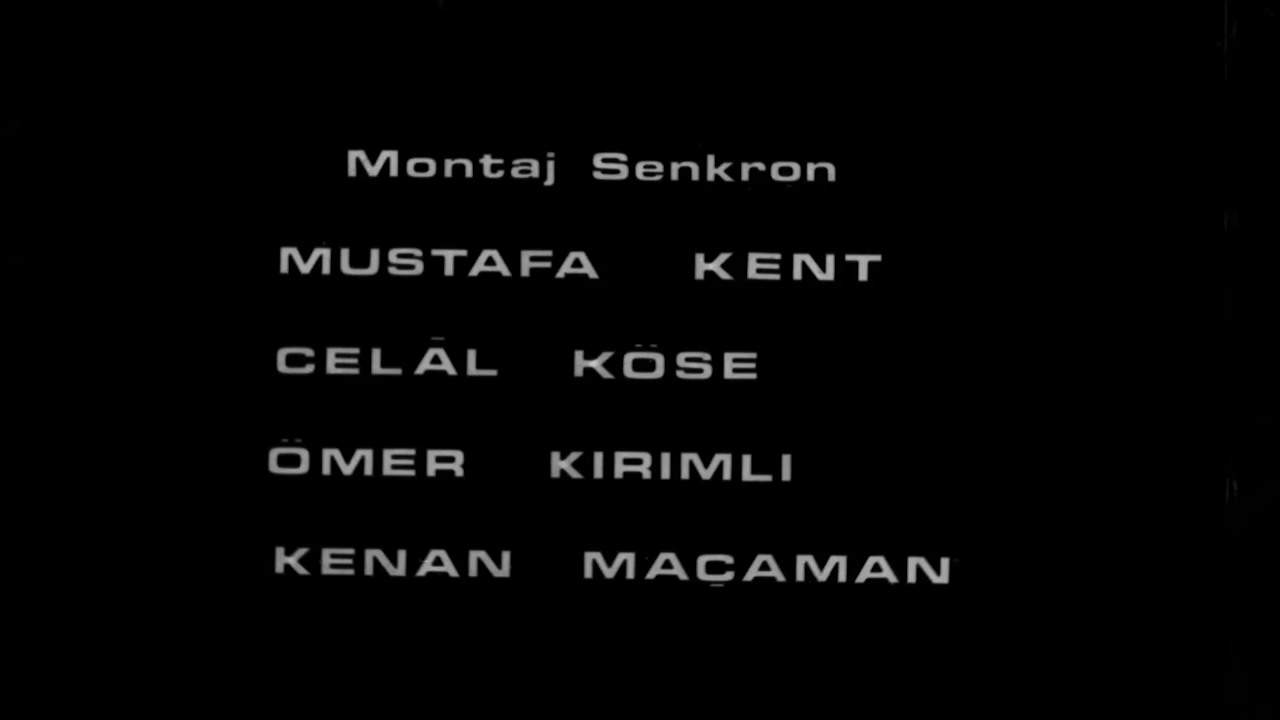 Montaj Senkron
MUSTAFA KENT
CELÂL KÖSE
ÖMER KIRIMLI
KENAN MAÇAMAN